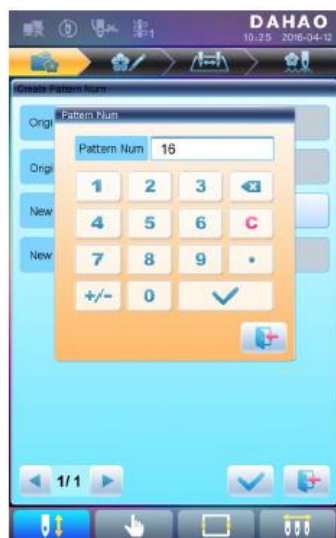 DAHAO
10:25 2016-04-12
Create Pattern Num
Origi
Pattern Num
Pattern Num 16
Origi
1 2 3
New
4 5 6 C
New
7 8 9 •
+/- 0
1/1